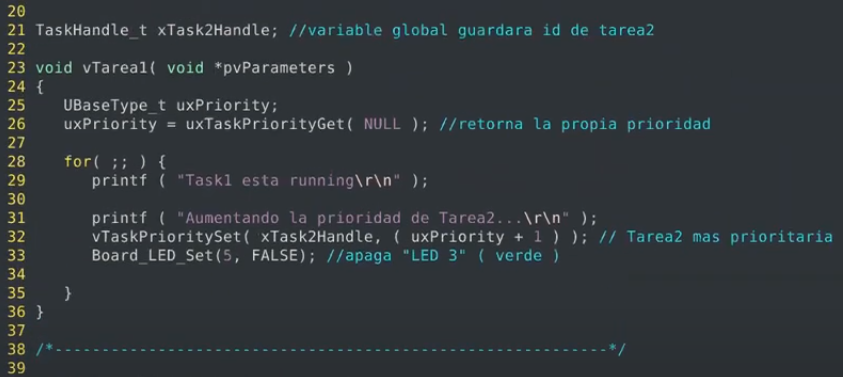 20
21 TaskHandle_t xTask2Handle; //variable global guardara id de tarea2
22
23 void vTarea1( void *pvParameters )
24 {
25    UBaseType_t uxPriority;
26    uxPriority = uxTaskPriorityGet( NULL ); //retorna la propia prioridad
27
28    for( ;; ) {
29       printf ( "Task1 esta running\r\n" );
30
31       printf ( "Aumentando la prioridad de Tarea2...\r\n" );
32       vTaskPrioritySet( xTask2Handle, ( uxPriority + 1 ) ); // Tarea2 mas prioritaria
33       Board_LED_Set(5, FALSE); //apaga "LED 3" ( verde )
34
35    }
36 }
37
38 /*-----------------------------------------------------------*/
39